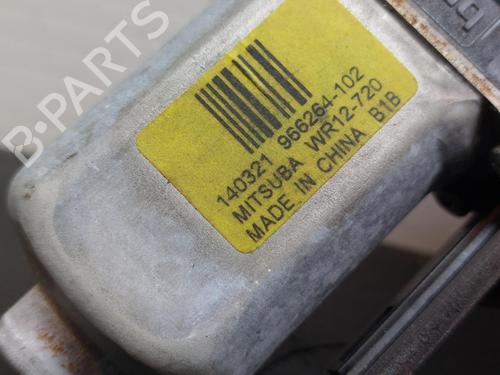 B-PARTS
140321 966264-102
MITSUBA WR12-720
MADE IN CHINA B1B